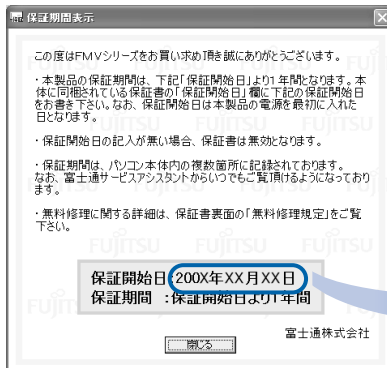 保証期間表示
この度はFMVシリーズをお買い求め頂き誠にありがとうございます。
・本製品の保証期間は、下記「保証開始日」より1年間となります。本
体に同梱されている保証書の「保証開始日」欄に下記の保証開始日
をお書き下さい。なお、保証開始日は本製品の電源を最初に入れた
日となります。
・保証開始日の記入が無い場合、保証書は無効となります。
・保証期間は、パソコン本体内の複数箇所に記録されております。
なお、富士通サービスアシスタントからいつでもご覧頂けるようになっており
ます。
・無料修理に関する詳細は、保証書裏面の「無料修理規定」をご覧
下さい。
保証開始日:200X年XX月XX日
保証期間 :保証開始日より1年間
富士通株式会社
閉じる